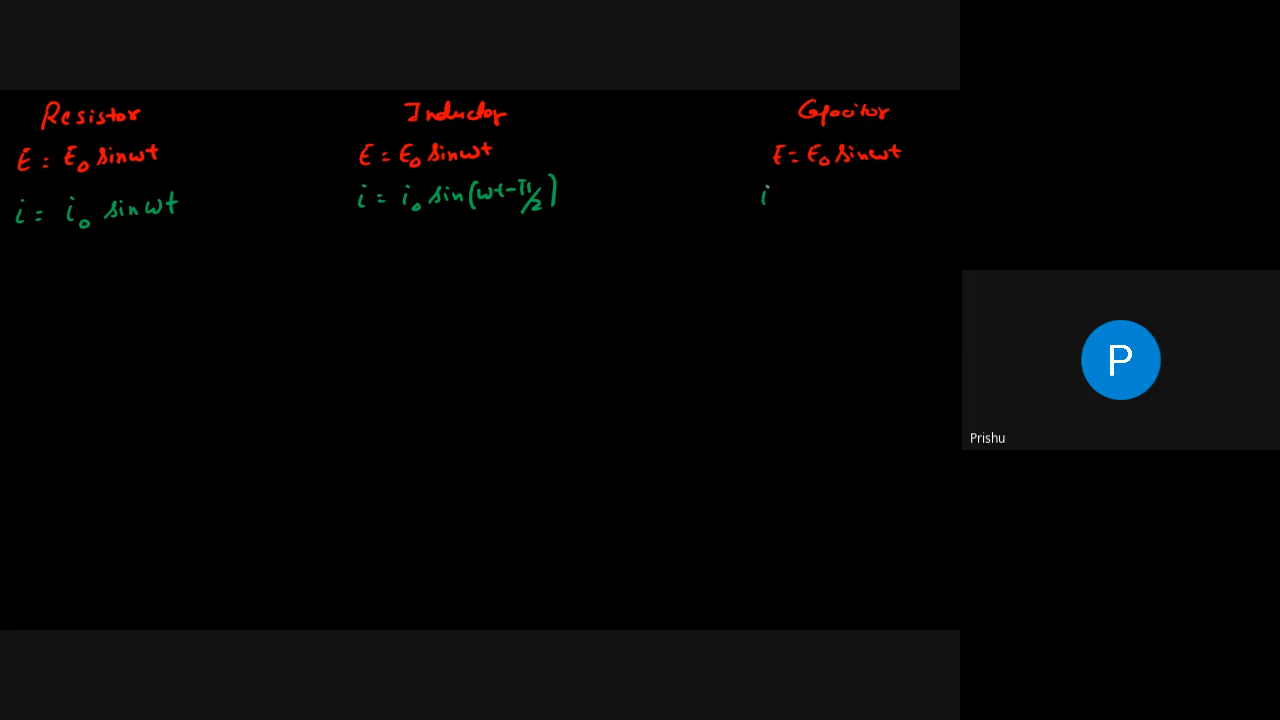 Resistor
E = E₀ sinωt
i = i₀ sinωt
Inductor
E = E₀ sinωt
i = i₀ sin(ωt-π/2)
Capacitor
E = E₀ sinωt
i
P
Prishu